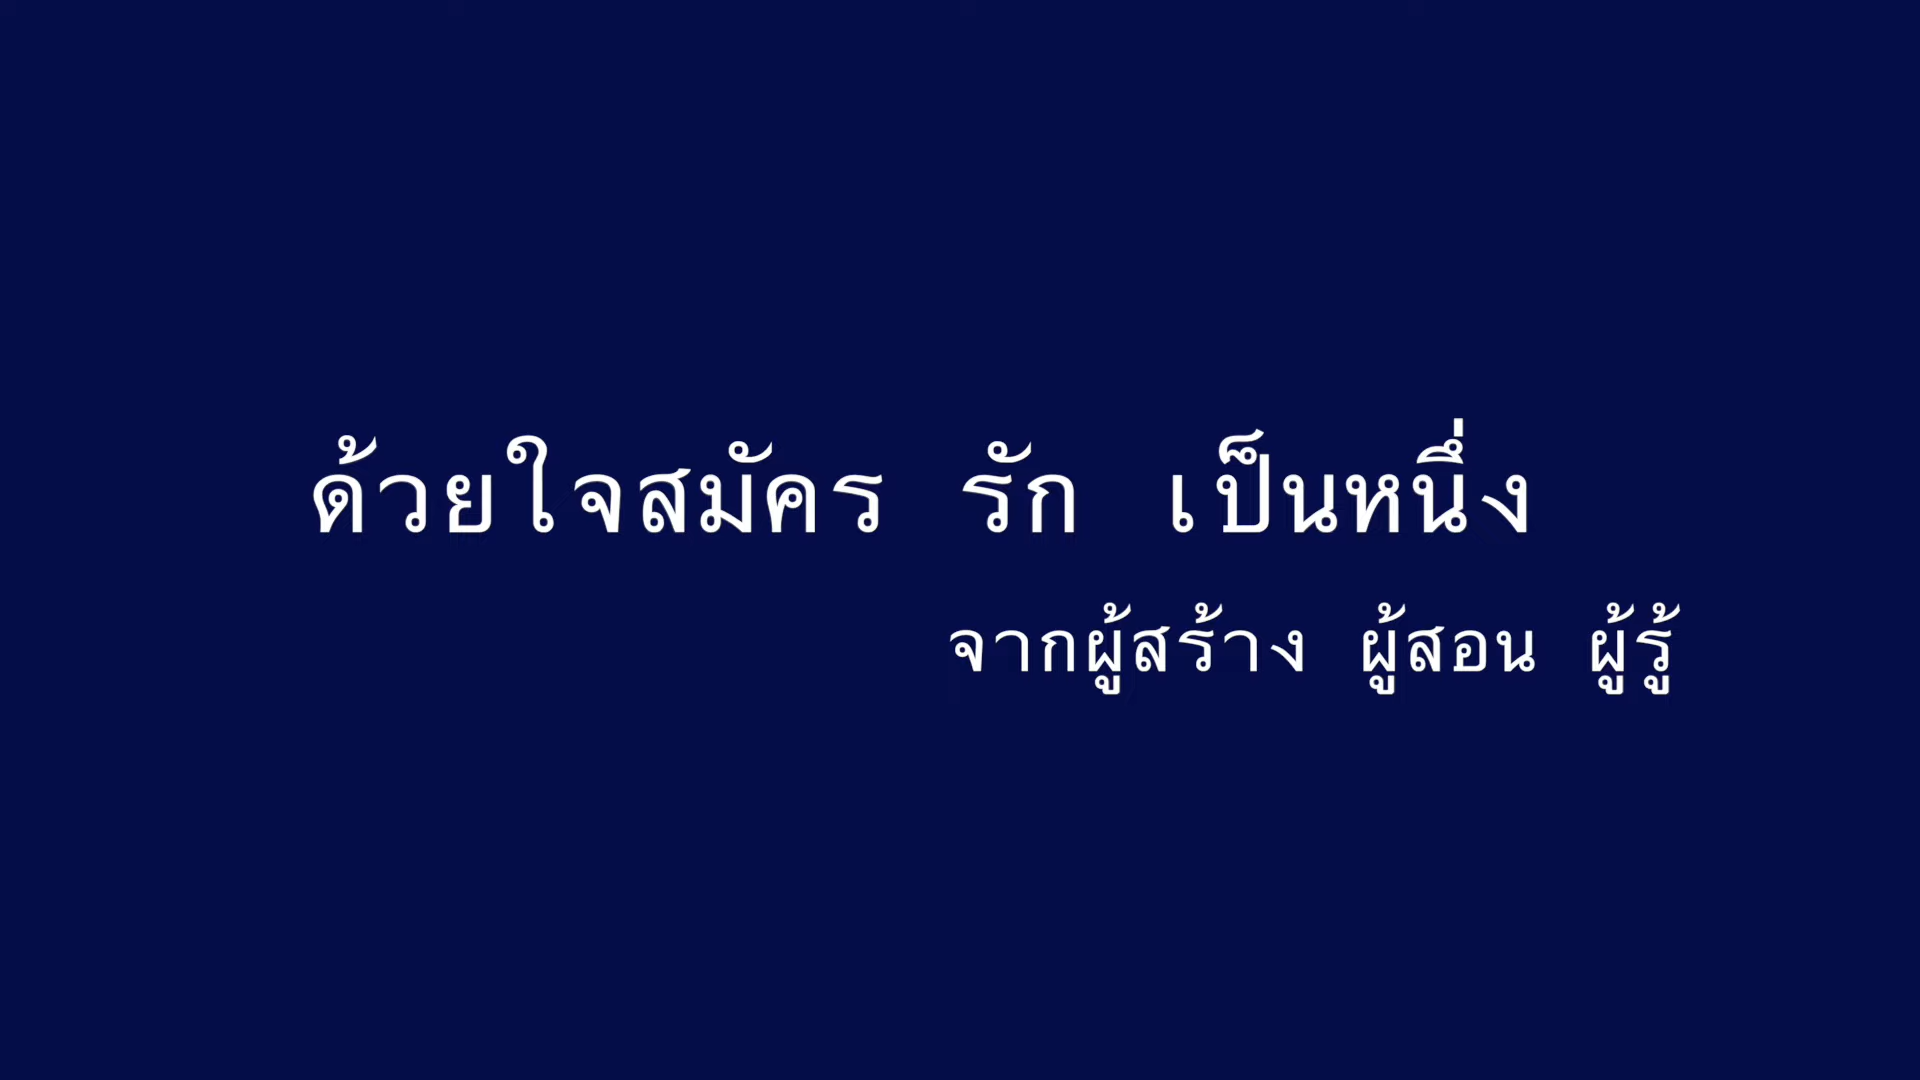 ด้วยใจสมัคร รัก เป็นหนึ่ง
จากผู้สร้าง ผู้สอน ผู้รู้